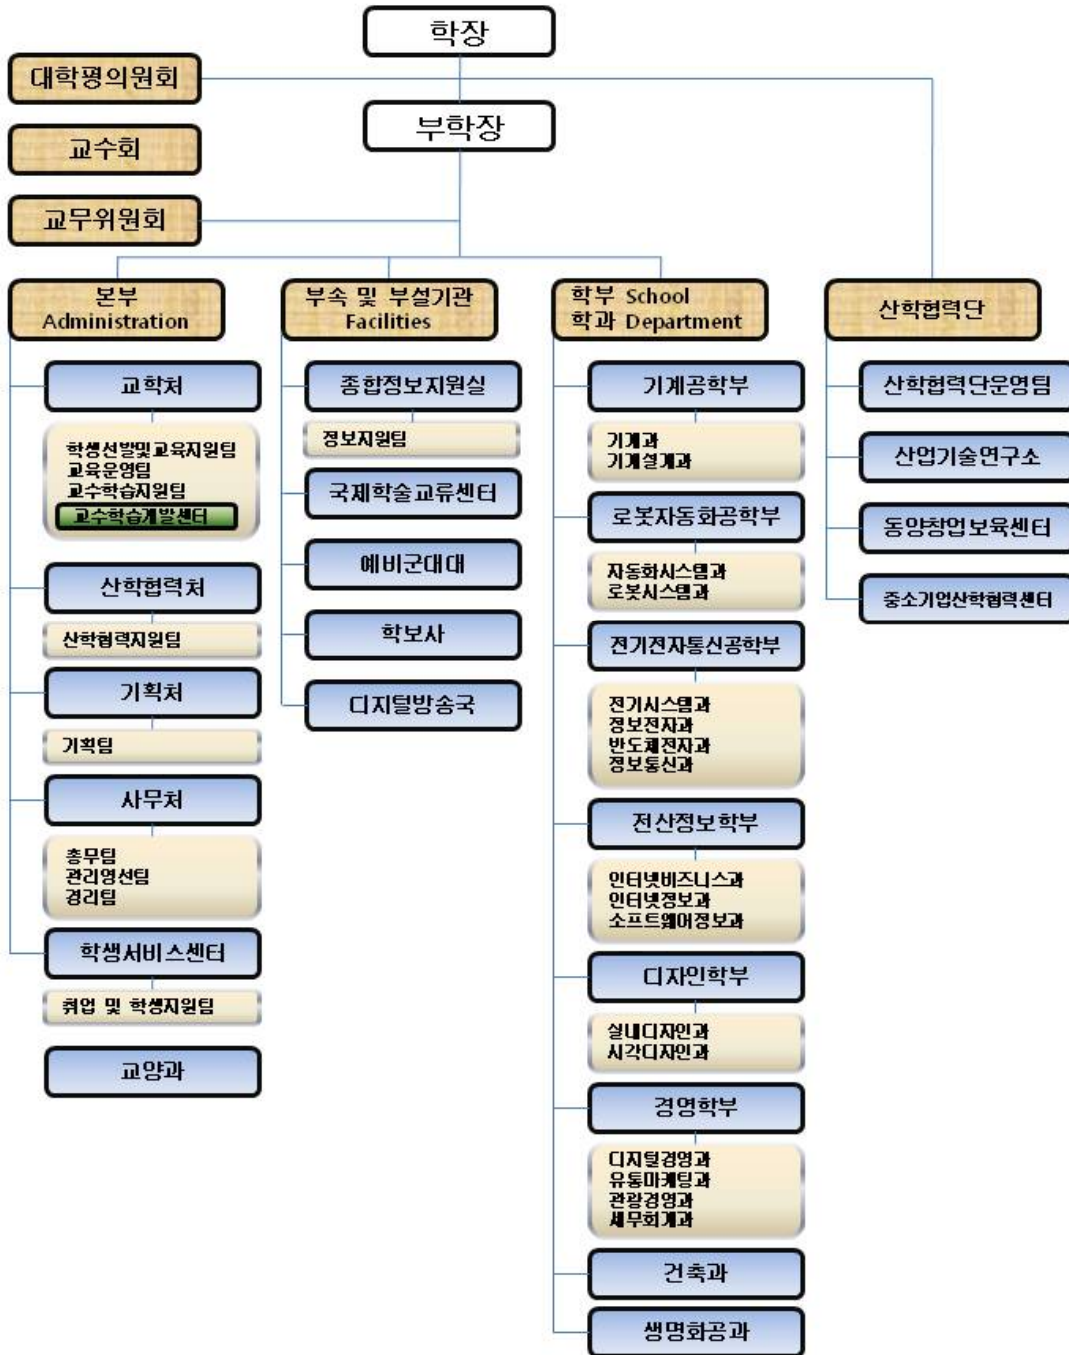 학장
대학평의원회
부학장
교수회
교무위원회
본부
Administration
교학처
학생선발및교육지원팀
교육운영팀
교수학습지원팀
교수학습개발센터
산학협력처
산학협력지원팀
기획처
기획팀
사무처
총무팀
관리영선팀
경리팀
학생서비스센터
취업 및 학생지원팀
교양과
부속 및 부설기관
Facilities
종합정보지원실
정보지원팀
국제학술교류센터
예비군대대
학보사
디지털방송국
학부 School
학과 Department
기계공학부
기계과
기계설계과
로봇자동화공학부
자동화시스템과
로봇시스템과
전기전자통신공학부
전기시스템과
정보전자과
반도체전자과
정보통신과
전산정보학부
인터넷비즈니스과
인터넷정보과
소프트웨어정보과
디자인학부
실내디자인과
시각디자인과
경영학부
디지털경영과
유통마케팅과
관광경영과
세무회계과
건축과
생명화공과
산학협력단
산학협력단운영팀
산업기술연구소
동양창업보육센터
중소기업산학협력센터